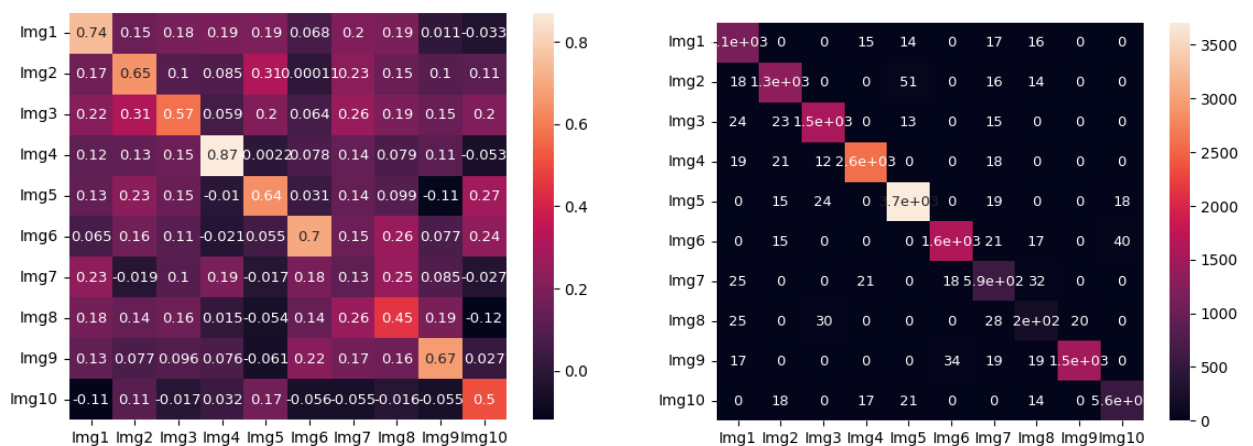 Img1 0.74 0.15 0.18 0.19 0.19 0.068 0.2 0.19 0.011 -0.033
Img2 0.17 0.65 0.1 0.085 0.31 0.00011 0.23 0.15 0.1 0.11
Img3 0.22 0.31 0.57 0.059 0.2 0.064 0.26 0.19 0.15 0.2
Img4 0.12 0.13 0.15 0.87 0.0022 0.078 0.14 0.079 0.11 -0.053
Img5 0.13 0.23 0.15 -0.01 0.64 0.031 0.14 0.099 -0.11 0.27
Img6 0.065 0.16 0.11 -0.021 0.055 0.7 0.15 0.26 0.077 0.24
Img7 0.23 -0.019 0.1 0.19 -0.017 0.18 0.13 0.25 0.085 -0.027
Img8 0.18 0.14 0.16 0.015 -0.054 0.14 0.26 0.45 0.19 -0.12
Img9 0.13 0.077 0.096 0.076 -0.061 0.22 0.17 0.16 0.67 0.027
Img10 -0.11 0.11 -0.017 0.032 0.17 -0.056 -0.055 -0.016 -0.055 0.5
Img1 Img2 Img3 Img4 Img5 Img6 Img7 Img8 Img9 Img10
0.8
0.6
0.4
0.2
0.0
Img1 .1e+03 0 0 15 14 0 17 16 0 0
Img2 18 1.3e+03 0 0 51 0 16 14 0 0
Img3 24 23 1.5e+03 0 13 0 15 0 0 0
Img4 19 21 12 2.6e+03 0 0 18 0 0 0
Img5 0 15 24 0 3.7e+03 0 19 0 0 18
Img6 0 15 0 0 0 1.6e+03 21 17 0 40
Img7 25 0 0 21 0 18 5.9e+02 32 0 0
Img8 25 0 30 0 0 0 28 2e+02 20 0
Img9 17 0 0 0 0 34 19 19 1.5e+03 0
Img10 0 18 0 17 21 0 0 14 0 5.6e+0
Img1 Img2 Img3 Img4 Img5 Img6 Img7 Img8 Img9 Img10
3500
3000
2500
2000
1500
1000
500
0